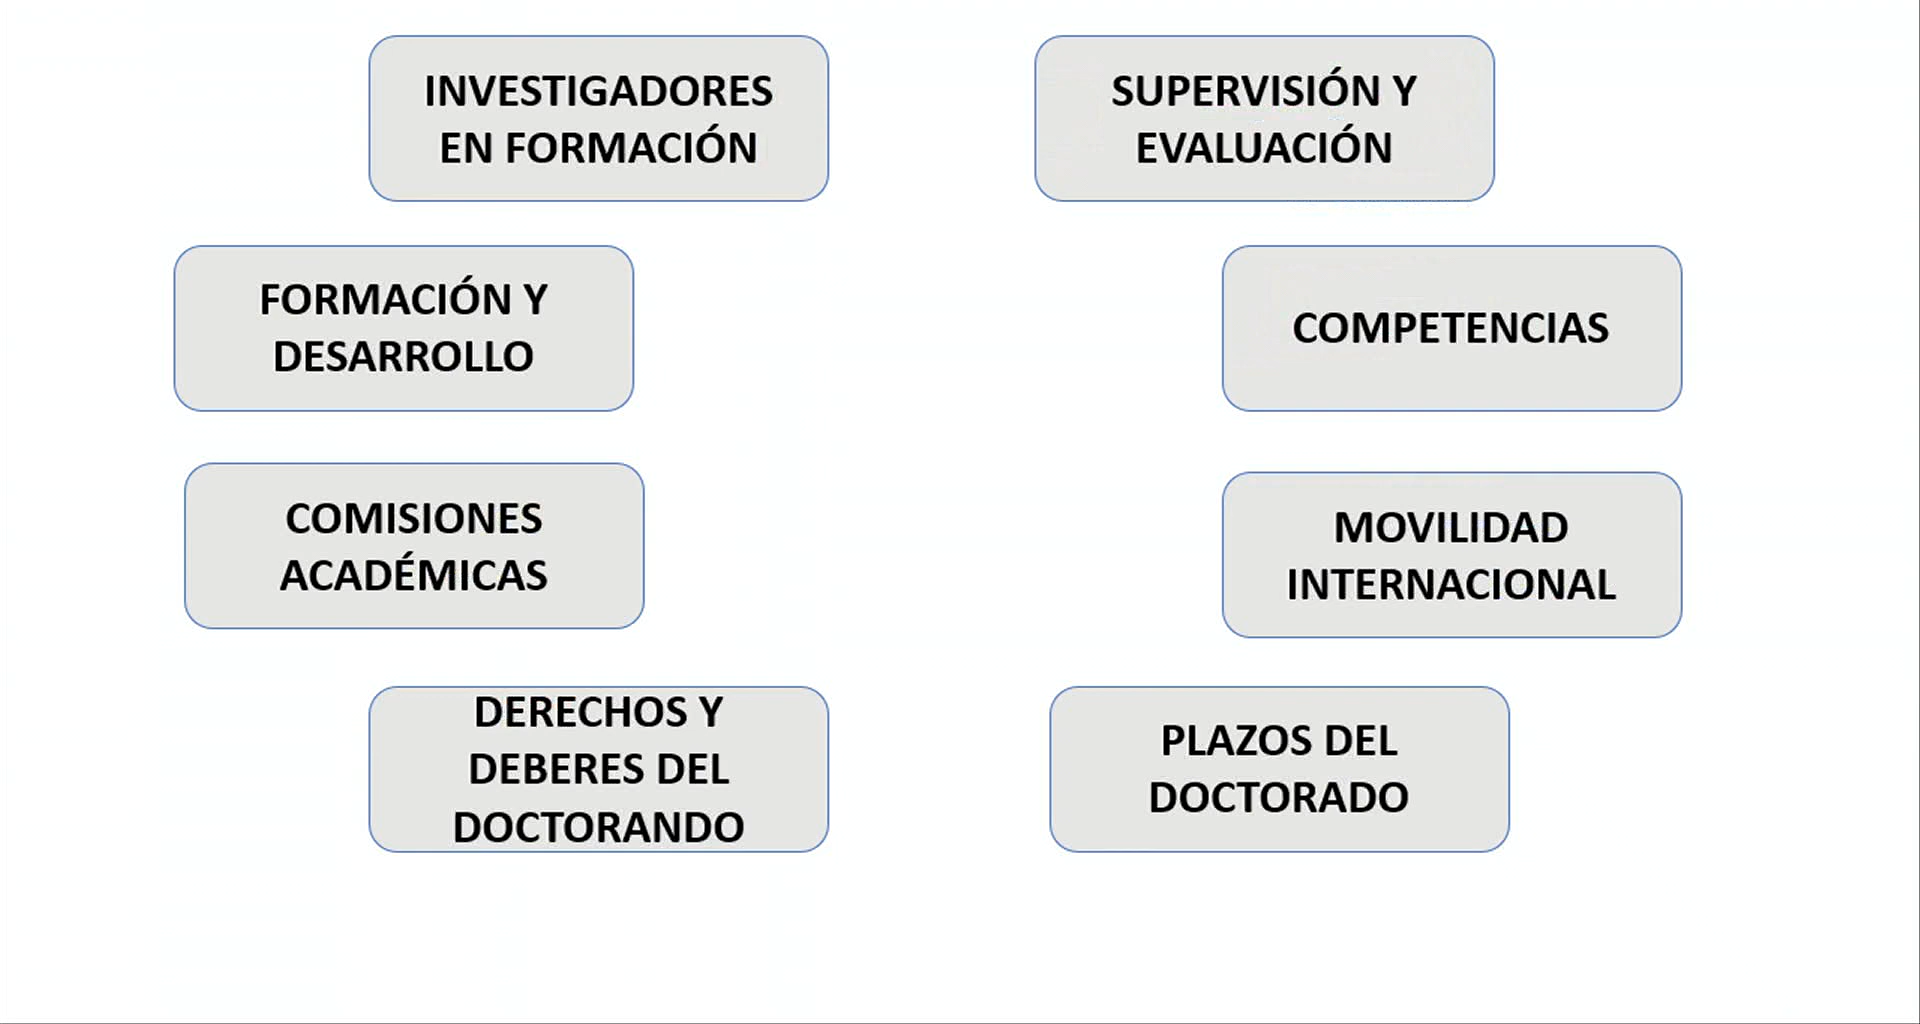 INVESTIGADORES
EN FORMACIÓN
SUPERVISIÓN Y
EVALUACIÓN
FORMACIÓN Y
DESARROLLO
COMPETENCIAS
COMISIONES
ACADÉMICAS
MOVILIDAD
INTERNACIONAL
DERECHOS Y
DEBERES DEL
DOCTORANDO
PLAZOS DEL
DOCTORADO